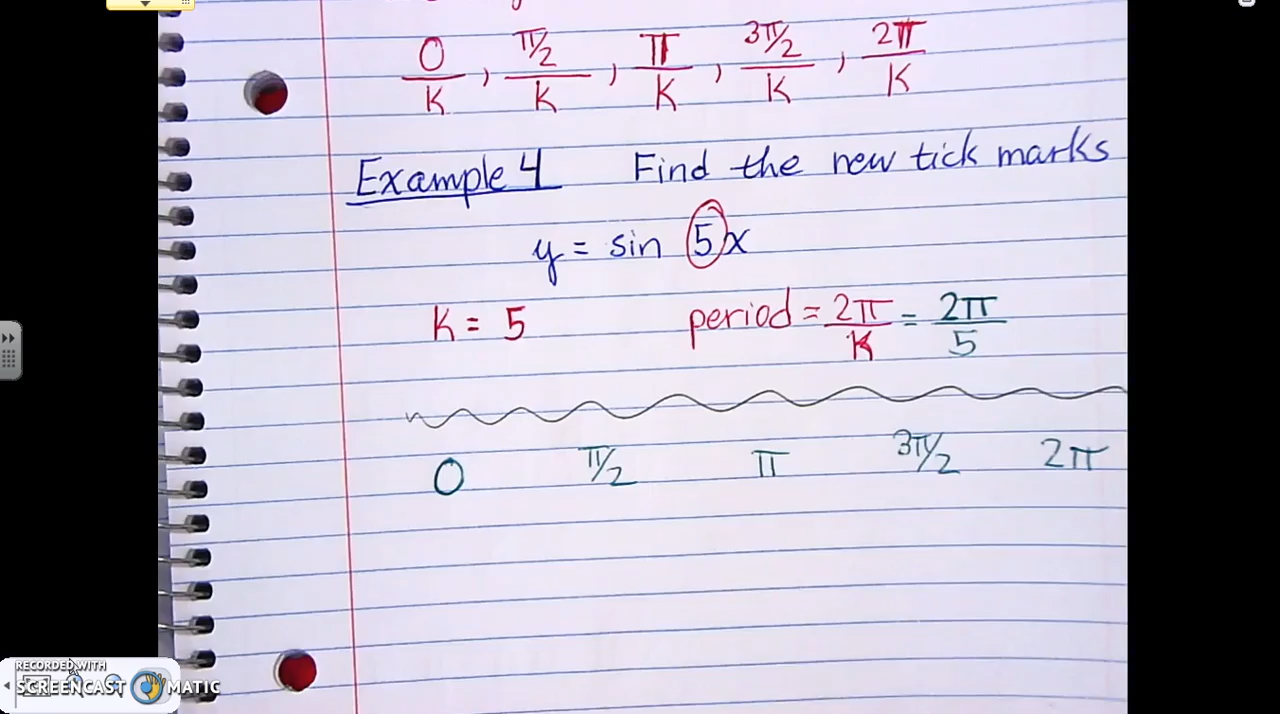 0/K , π/2/K , π/K , 3π/2/K , 2π/K
Example 4 Find the new tick marks
y = sin 5x
K = 5 period = 2π/K = 2π/5
0 π/2 π 3π/2 2π
RECORDED WITH
SCREENCAST MATIC